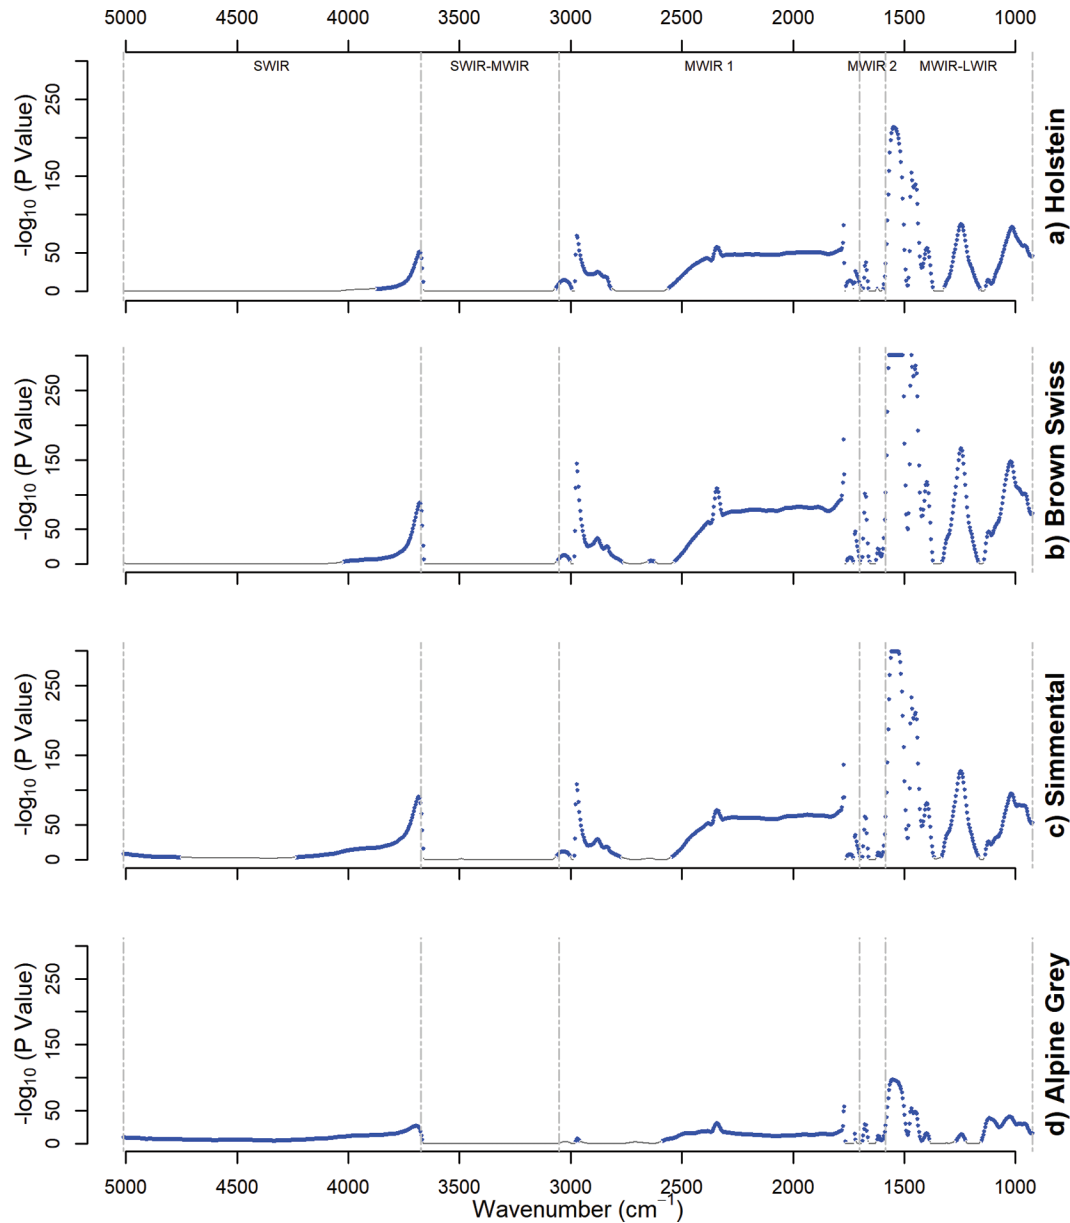 5000 4500 4000 3500 3000 2500 2000 1500 1000
SWIR SWIR-MWIR MWIR 1 MWIR 2 MWIR-LWIR
-log10 (P Value)
0 50 150 250
a) Holstein
-log10 (P Value)
0 50 150 250
b) Brown Swiss
-log10 (P Value)
0 50 150 250
c) Simmental
-log10 (P Value)
0 50 150 250
d) Alpine Grey
5000 4500 4000 3500 3000 2500 2000 1500 1000
Wavenumber (cm−1)